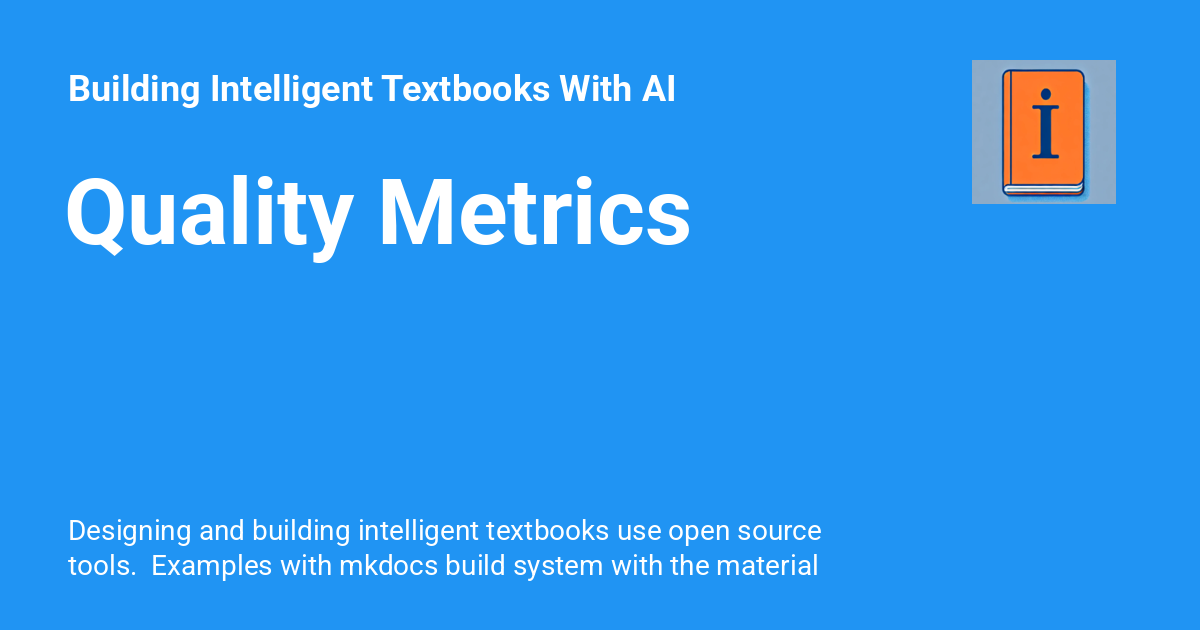 Building Intelligent Textbooks With AI
Quality Metrics
i
Designing and building intelligent textbooks use open source
tools.  Examples with mkdocs build system with the material